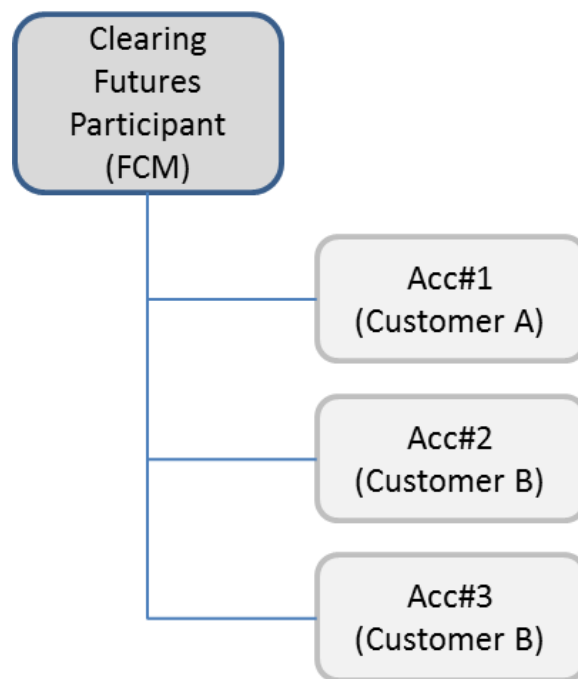 Clearing
Futures
Participant
(FCM)
Acc#1
(Customer A)
Acc#2
(Customer B)
Acc#3
(Customer B)